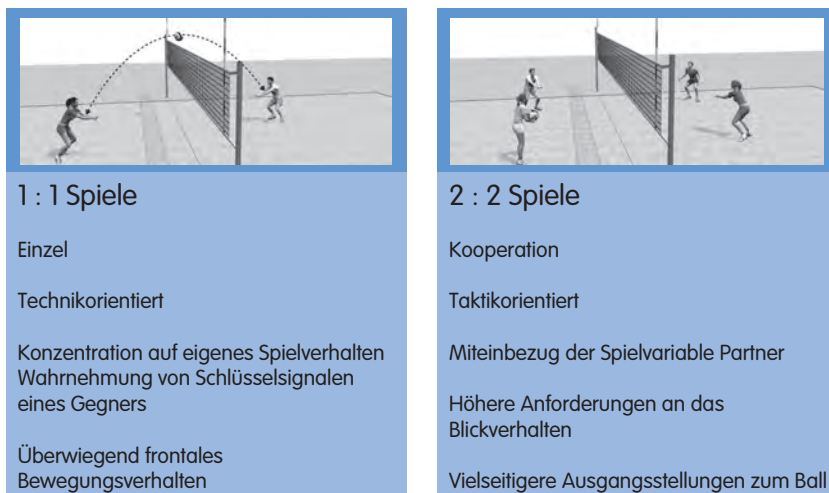 1 : 1 Spiele
Einzel
Technikorientiert
Konzentration auf eigenes Spielverhalten
Wahrnehmung von Schlüsselsignalen
eines Gegners
Überwiegend frontales
Bewegungsverhalten
2 : 2 Spiele
Kooperation
Taktikorientiert
Miteinbezug der Spielvariable Partner
Höhere Anforderungen an das
Blickverhalten
Vielseitigere Ausgangsstellungen zum Ball